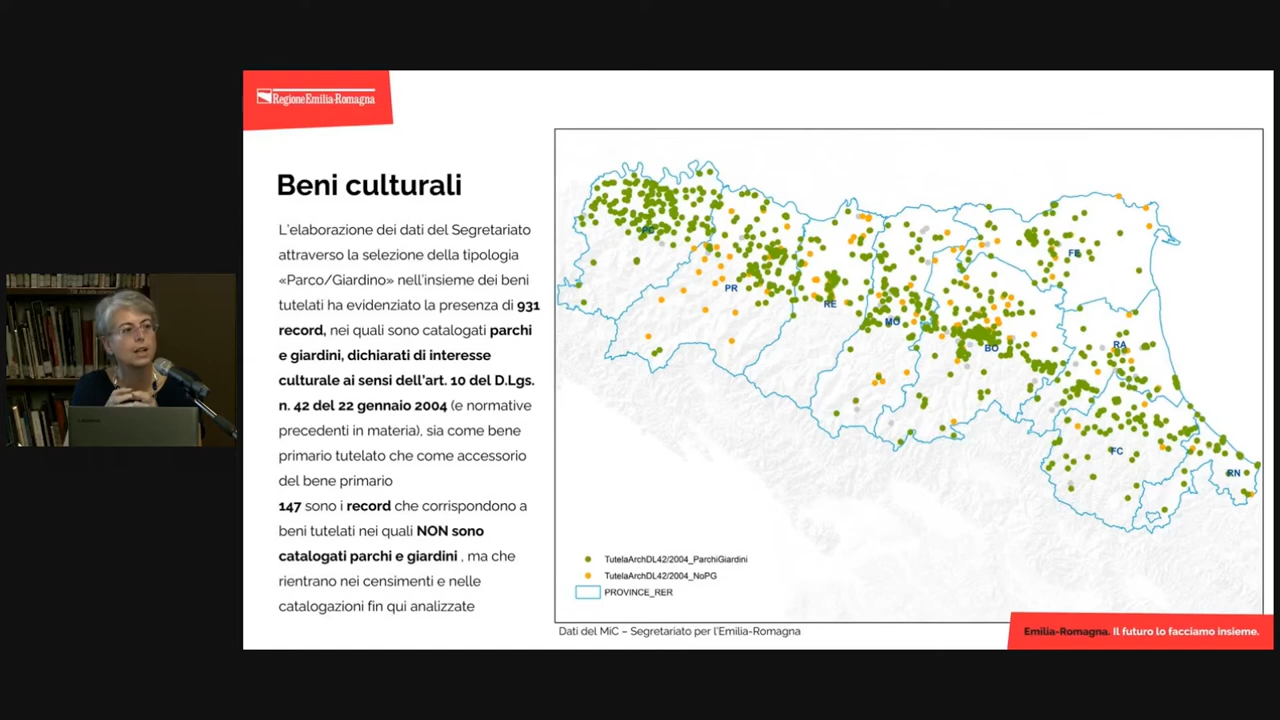 RegioneEmilia-Romagna
Beni culturali
L'elaborazione dei dati del Segretariato
attraverso la selezione della tipologia
«Parco/Giardino» nell'insieme dei beni
tutelati ha evidenziato la presenza di 931
record, nei quali sono catalogati parchi
e giardini, dichiarati di interesse
culturale ai sensi dell'art. 10 del D.Lgs.
n. 42 del 22 gennaio 2004 (e normative
precedenti in materia), sia come bene
primario tutelato che come accessorio
del bene primario
147 sono i record che corrispondono a
beni tutelati nei quali NON sono
catalogati parchi e giardini , ma che
rientrano nei censimenti e nelle
catalogazioni fin qui analizzate
PC
PR
RE
MO
BO
FE
RA
FC
RN
TutelaArchDL42/2004_ParchiGiardini
TutelaArchDL42/2004_NoPG
PROVINCE_RER
Dati del MiC – Segretariato per l'Emilia-Romagna
Emilia-Romagna. Il futuro lo facciamo insieme.